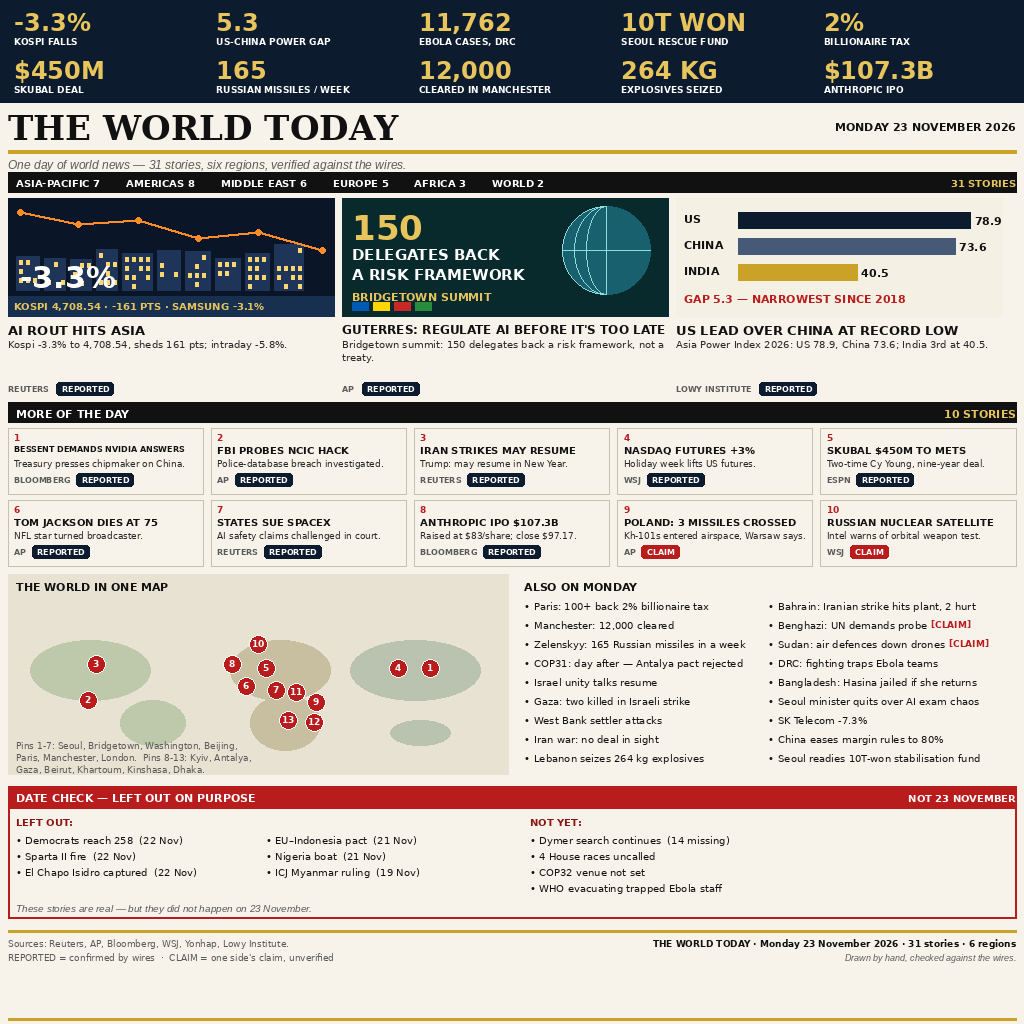 -3.3%
KOSPI FALLS
5.3
US-CHINA POWER GAP
11,762
EBOLA CASES, DRC
10T WON
SEOUL RESCUE FUND
2%
BILLIONAIRE TAX
$450M
SKUBAL DEAL
165
RUSSIAN MISSILES / WEEK
12,000
CLEARED IN MANCHESTER
264 KG
EXPLOSIVES SEIZED
$107.3B
ANTHROPIC IPO
THE WORLD TODAY
MONDAY 23 NOVEMBER 2026
One day of world news — 31 stories, six regions, verified against the wires.
ASIA-PACIFIC 7 AMERICAS 8 MIDDLE EAST 6 EUROPE 5 AFRICA 3 WORLD 2
31 STORIES
-3.3%
KOSPI 4,708.54 · -161 PTS · SAMSUNG -3.1%
AI ROUT HITS ASIA
Kospi -3.3% to 4,708.54, sheds 161 pts; intraday -5.8%.
REUTERS REPORTED
150
DELEGATES BACK
A RISK FRAMEWORK
BRIDGETOWN SUMMIT
GUTERRES: REGULATE AI BEFORE IT'S TOO LATE
Bridgetown summit: 150 delegates back a risk framework, not a
treaty.
AP REPORTED
US 78.9
CHINA 73.6
INDIA 40.5
GAP 5.3 — NARROWEST SINCE 2018
US LEAD OVER CHINA AT RECORD LOW
Asia Power Index 2026: US 78.9, China 73.6; India 3rd at 40.5.
LOWY INSTITUTE REPORTED
MORE OF THE DAY
10 STORIES
1
BESSENT DEMANDS NVIDIA ANSWERS
Treasury presses chipmaker on China.
BLOOMBERG REPORTED
2
FBI PROBES NCIC HACK
Police-database breach investigated.
AP REPORTED
3
IRAN STRIKES MAY RESUME
Trump: may resume in New Year.
REUTERS REPORTED
4
NASDAQ FUTURES +3%
Holiday week lifts US futures.
WSJ REPORTED
5
SKUBAL $450M TO METS
Two-time Cy Young, nine-year deal.
ESPN REPORTED
6
TOM JACKSON DIES AT 75
NFL star turned broadcaster.
AP REPORTED
7
STATES SUE SPACEX
AI safety claims challenged in court.
REUTERS REPORTED
8
ANTHROPIC IPO $107.3B
Raised at $83/share; close $97.17.
BLOOMBERG REPORTED
9
POLAND: 3 MISSILES CROSSED
Kh-101s entered airspace, Warsaw says.
AP CLAIM
10
RUSSIAN NUCLEAR SATELLITE
Intel warns of orbital weapon test.
WSJ CLAIM
THE WORLD IN ONE MAP
10
3
8
5
4
1
6
7
11
2
9
13
12
Pins 1-7: Seoul, Bridgetown, Washington, Beijing,
Paris, Manchester, London. Pins 8-13: Kyiv, Antalya,
Gaza, Beirut, Khartoum, Kinshasa, Dhaka.
ALSO ON MONDAY
• Paris: 100+ back 2% billionaire tax
• Manchester: 12,000 cleared
• Zelenskyy: 165 Russian missiles in a week
• COP31: day after — Antalya pact rejected
• Israel unity talks resume
• Gaza: two killed in Israeli strike
• West Bank settler attacks
• Iran war: no deal in sight
• Lebanon seizes 264 kg explosives
• Bahrain: Iranian strike hits plant, 2 hurt
• Benghazi: UN demands probe [CLAIM]
• Sudan: air defences down drones [CLAIM]
• DRC: fighting traps Ebola teams
• Bangladesh: Hasina jailed if she returns
• Seoul minister quits over AI exam chaos
• SK Telecom -7.3%
• China eases margin rules to 80%
• Seoul readies 10T-won stabilisation fund
DATE CHECK — LEFT OUT ON PURPOSE
NOT 23 NOVEMBER
LEFT OUT:
• Democrats reach 258 (22 Nov)
• Sparta II fire (22 Nov)
• El Chapo Isidro captured (22 Nov)
• EU–Indonesia pact (21 Nov)
• Nigeria boat (21 Nov)
• ICJ Myanmar ruling (19 Nov)
NOT YET:
• Dymer search continues (14 missing)
• 4 House races uncalled
• COP32 venue not set
• WHO evacuating trapped Ebola staff
These stories are real — but they did not happen on 23 November.
Sources: Reuters, AP, Bloomberg, WSJ, Yonhap, Lowy Institute.
REPORTED = confirmed by wires · CLAIM = one side's claim, unverified
THE WORLD TODAY · Monday 23 November 2026 · 31 stories · 6 regions
Drawn by hand, checked against the wires.